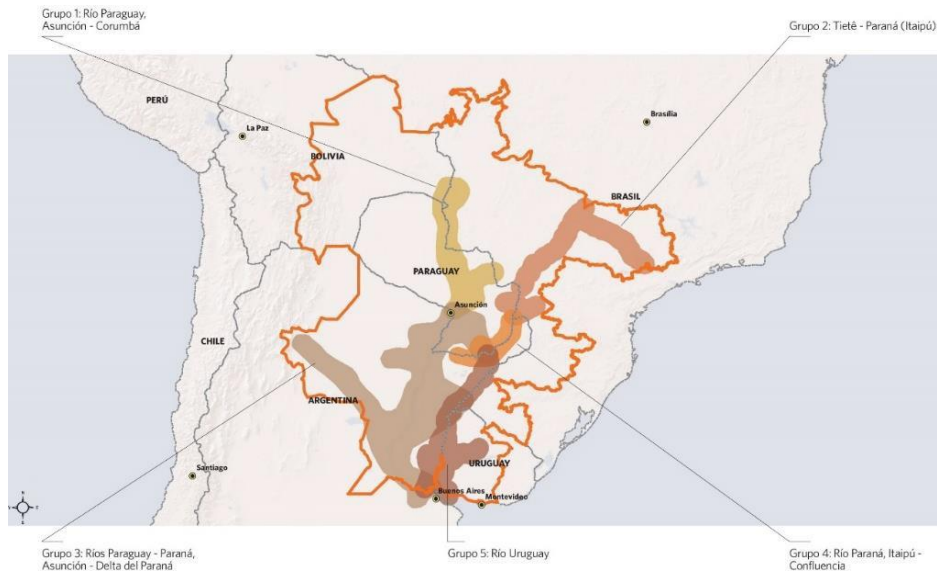 Grupo 1: Río Paraguay,
Asunción - Corumbá
Grupo 2: Tietê - Paraná (Itaipú)
PERÚ
La Paz
Brasília
BOLIVIA
BRASIL
PARAGUAY
Asunción
CHILE
ARGENTINA
Santiago
URUGUAY
Buenos Aires
Montevideo
Grupo 3: Ríos Paraguay - Paraná,
Asunción - Delta del Paraná
Grupo 5: Río Uruguay
Grupo 4: Río Paraná, Itaipú -
Confluencia